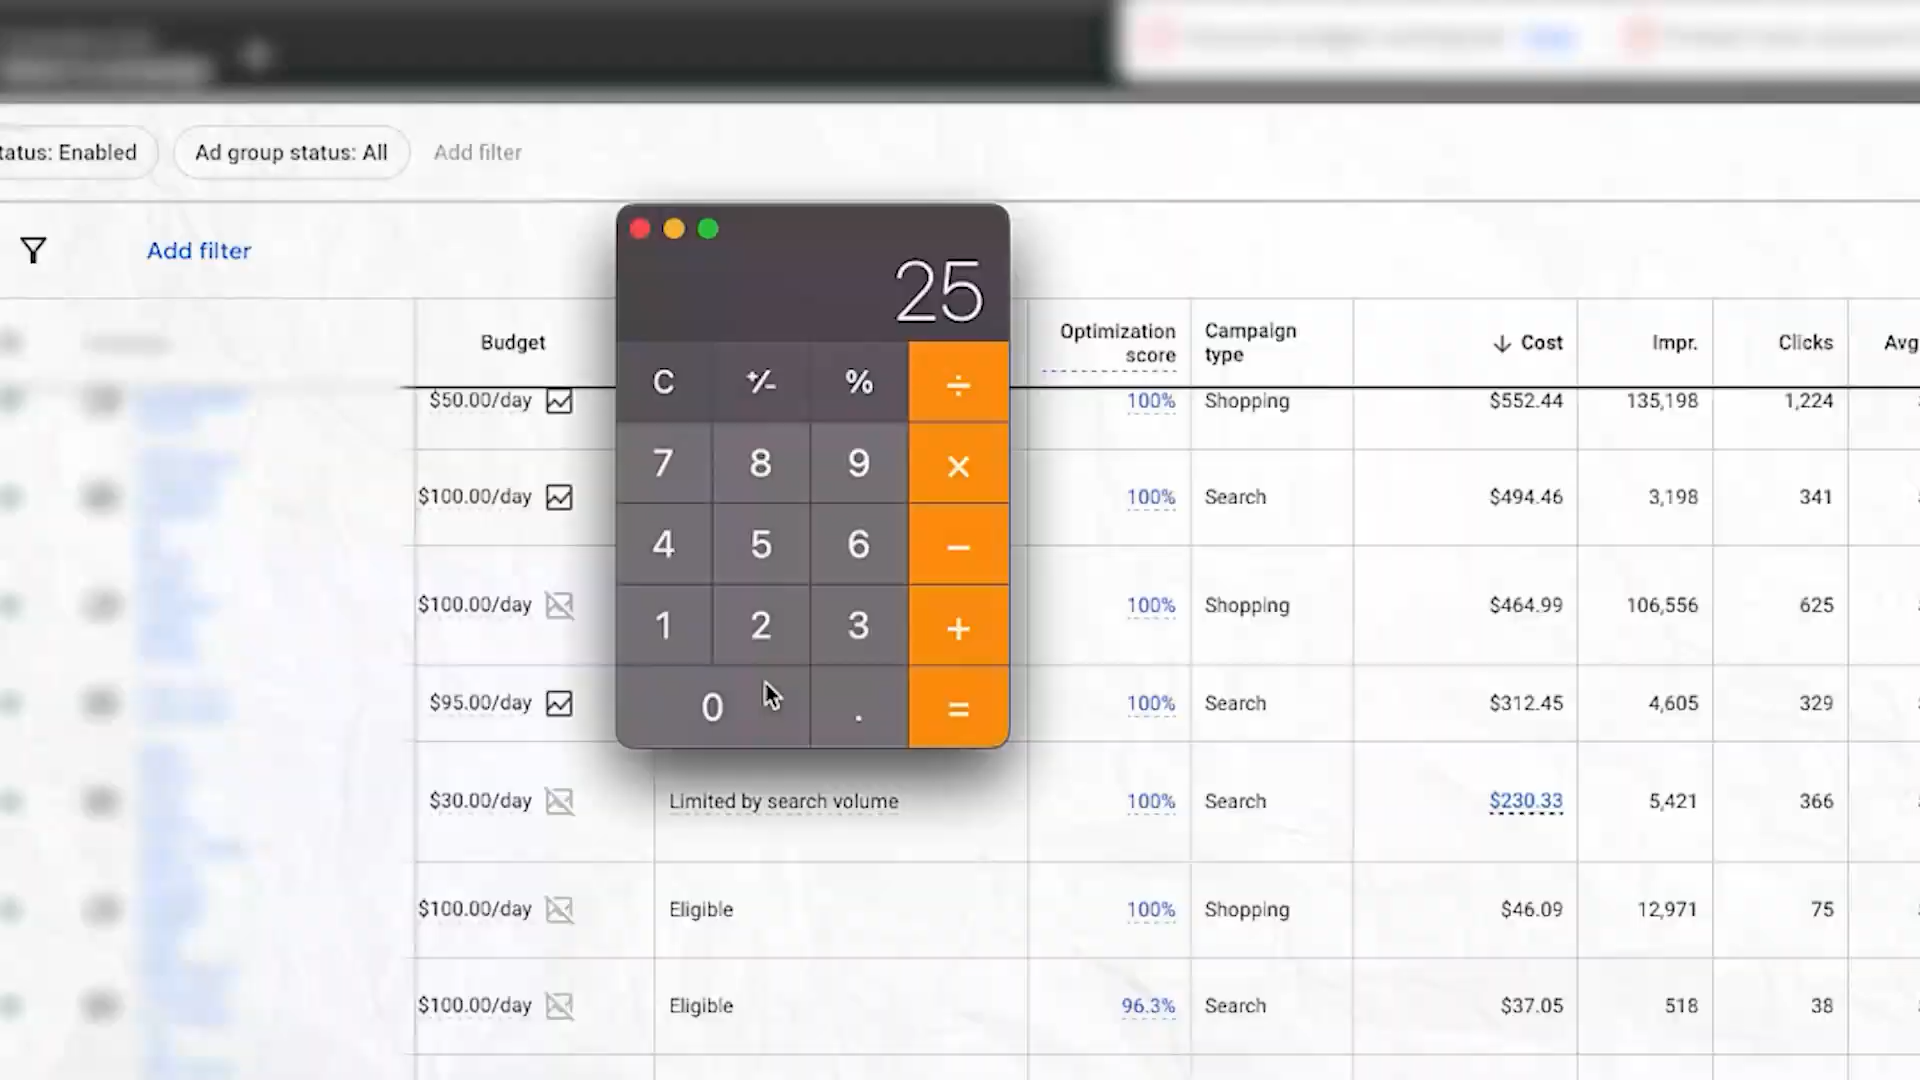 tatus: Enabled
Ad group status: All
Add filter
Add filter
25
C +/- % ÷
7 8 9 ×
4 5 6 −
1 2 3 +
0 . =
Budget
Optimization score
Campaign type
↓ Cost
Impr.
Clicks
Avg
$50.00/day 100% Shopping $552.44 135,198 1,224
$100.00/day 100% Search $494.46 3,198 341
$100.00/day 100% Shopping $464.99 106,556 625
$95.00/day 100% Search $312.45 4,605 329
$30.00/day Limited by search volume 100% Search $230.33 5,421 366
$100.00/day Eligible 100% Shopping $46.09 12,971 75
$100.00/day Eligible 96.3% Search $37.05 518 38